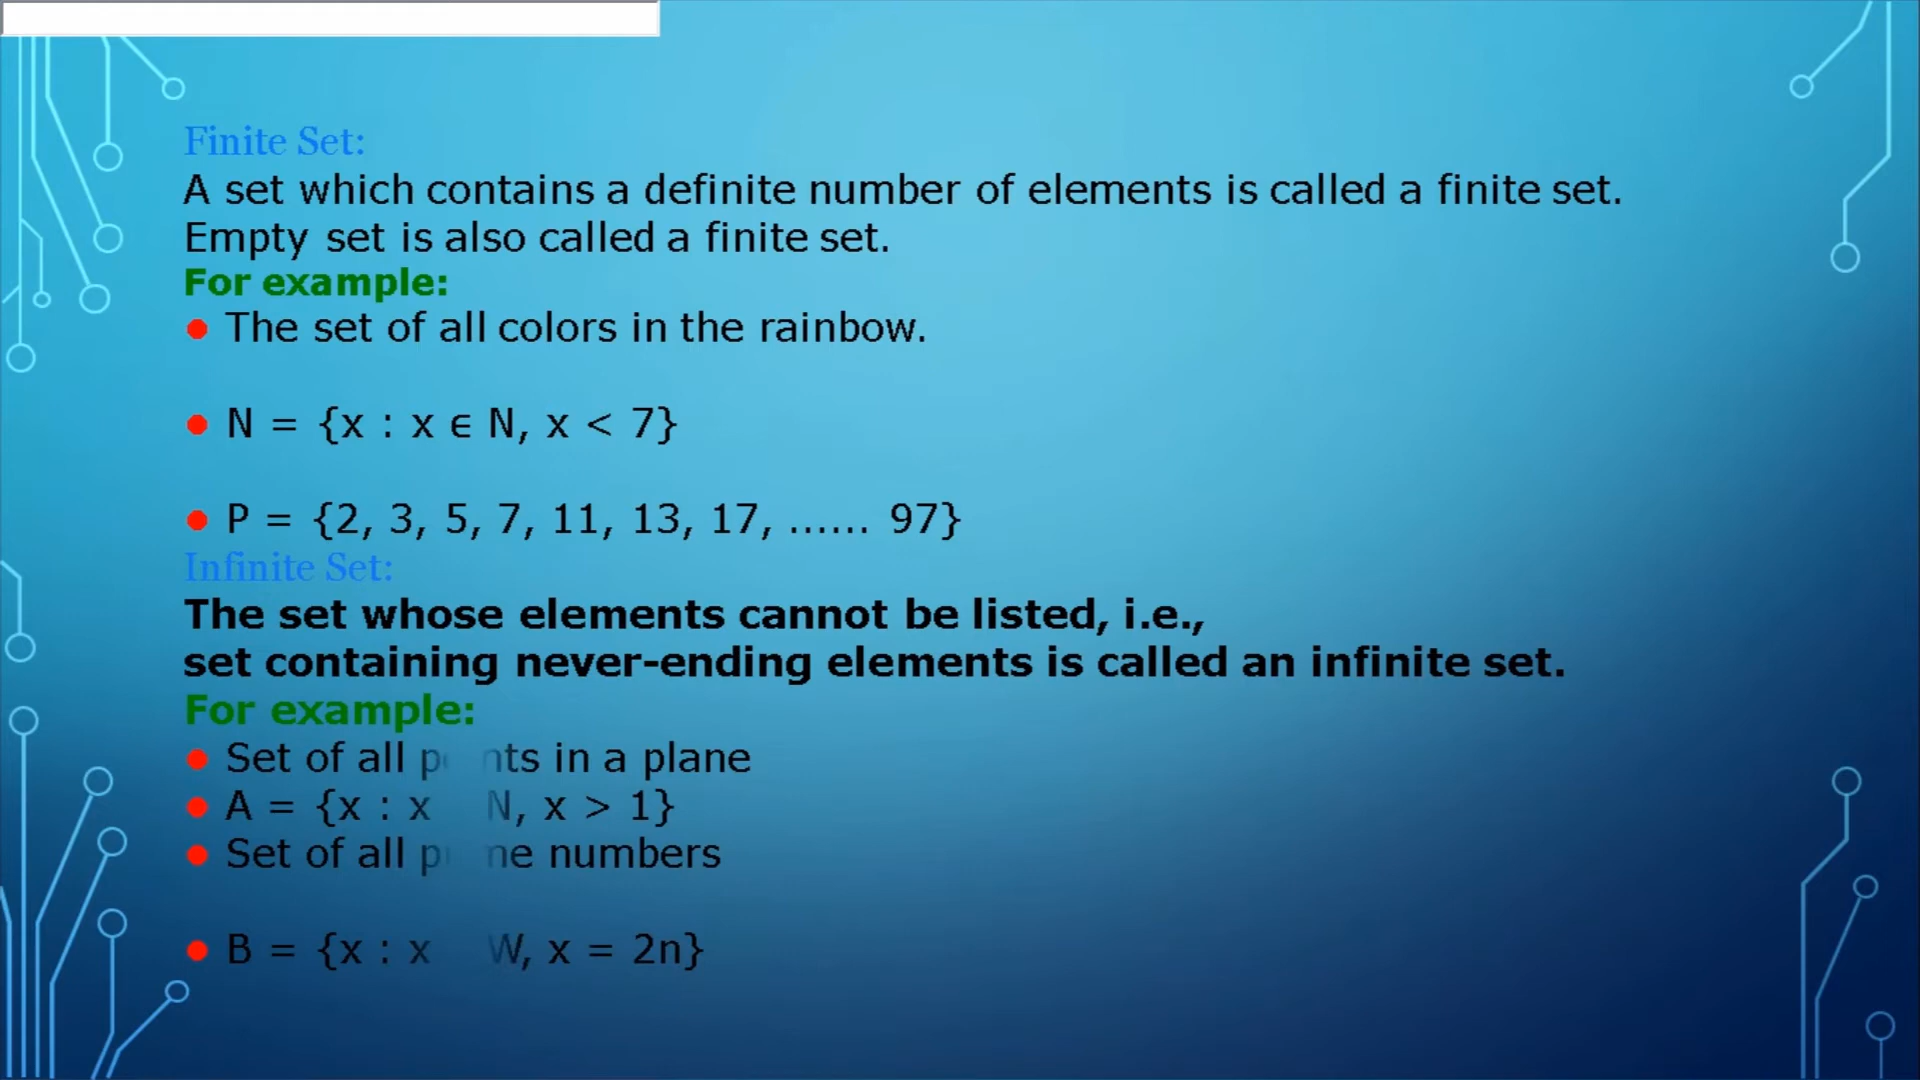 Finite Set:
A set which contains a definite number of elements is called a finite set.
Empty set is also called a finite set.
For example:
● The set of all colors in the rainbow.
● N = {x : x ∈ N, x < 7}
● P = {2, 3, 5, 7, 11, 13, 17, ...... 97}
Infinite Set:
The set whose elements cannot be listed, i.e.,
set containing never-ending elements is called an infinite set.
For example:
● Set of all points in a plane
● A = {x : x N, x > 1}
● Set of all prime numbers
● B = {x : x W, x = 2n}